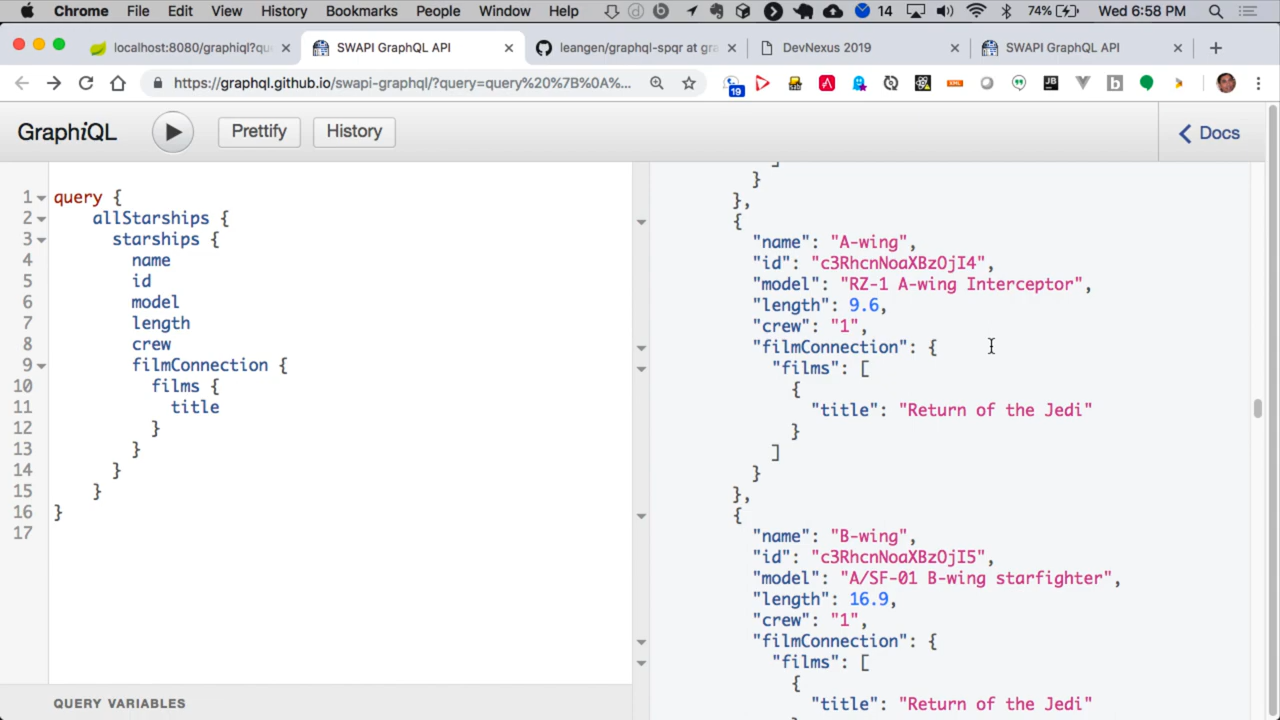 Chrome File Edit View History Bookmarks People Window Help 14 74% Wed 6:58 PM
localhost:8080/graphiql?qu SWAPI GraphQL API leangen/graphql-spqr at gra DevNexus 2019 SWAPI GraphQL API
https://graphql.github.io/swapi-graphql/?query=query%20%7B%0A%... 19
GraphiQL Prettify History Docs
1 query {
2 allStarships {
3 starships {
4 name
5 id
6 model
7 length
8 crew
9 filmConnection {
10 films {
11 title
12 }
13 }
14 }
15 }
16 }
17
QUERY VARIABLES
]
}
},
{
"name": "A-wing",
"id": "c3RhcnNoaXBzOjI4",
"model": "RZ-1 A-wing Interceptor",
"length": 9.6,
"crew": "1",
"filmConnection": {
"films": [
{
"title": "Return of the Jedi"
}
]
}
},
{
"name": "B-wing",
"id": "c3RhcnNoaXBzOjI5",
"model": "A/SF-01 B-wing starfighter",
"length": 16.9,
"crew": "1",
"filmConnection": {
"films": [
{
"title": "Return of the Jedi"